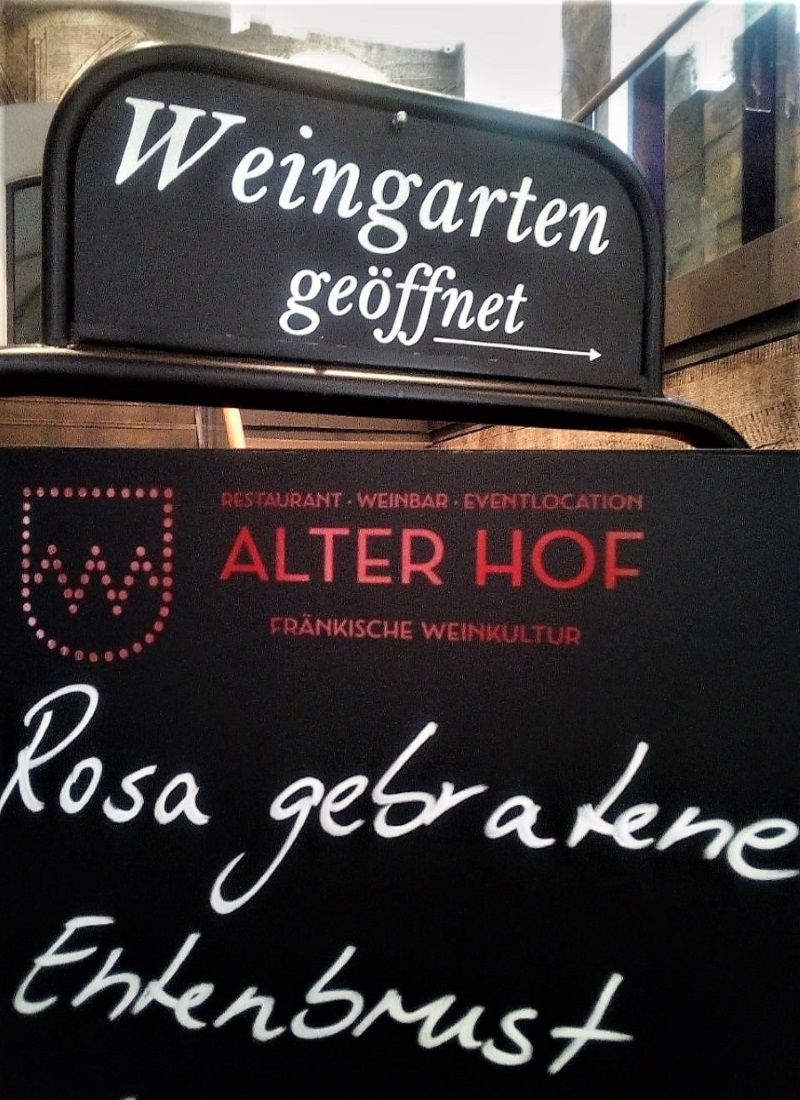 Weingarten
geöffnet
RESTAURANT · WEINBAR · EVENTLOCATION
ALTER HOF
FRÄNKISCHE WEINKULTUR
Rosa gebratene
Entenbrust